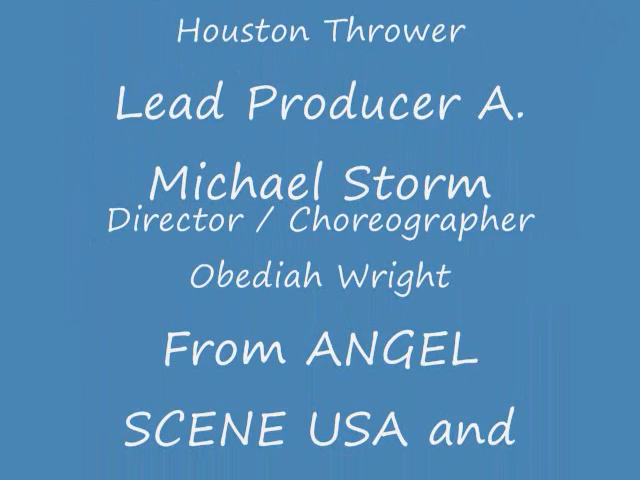 Houston Thrower
Lead Producer A.
Michael Storm
Director / Choreographer
Obediah Wright
From ANGEL
SCENE USA and